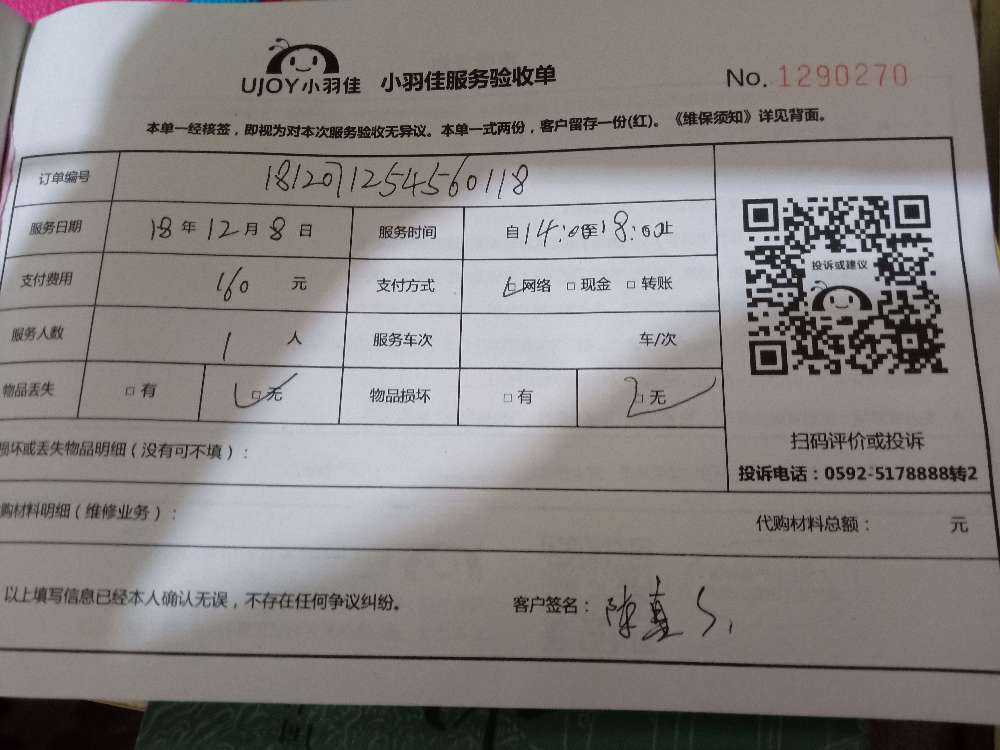 UJOY小羽佳 小羽佳服务验收单 No. 1290270
本单一经核签，即视为对本次服务验收无异议。本单一式两份，客户留存一份(红)。《维保须知》详见背面。
订单编号 1812071254560118
服务日期 18年12月8日 服务时间 自14:00至18:00止
支付费用 160元 支付方式 □网络 □现金 □转账
投诉或建议
服务人数 1人 服务车次 车/次
物品丢失 □有 □无 物品损坏 □有 □无
扫码评价或投诉
投诉电话：0592-5178888转2
损坏或丢失物品明细（没有可不填）：
购材料明细（维修业务）： 代购材料总额： 元
以上填写信息已经本人确认无误，不存在任何争议纠纷。 客户签名：陈